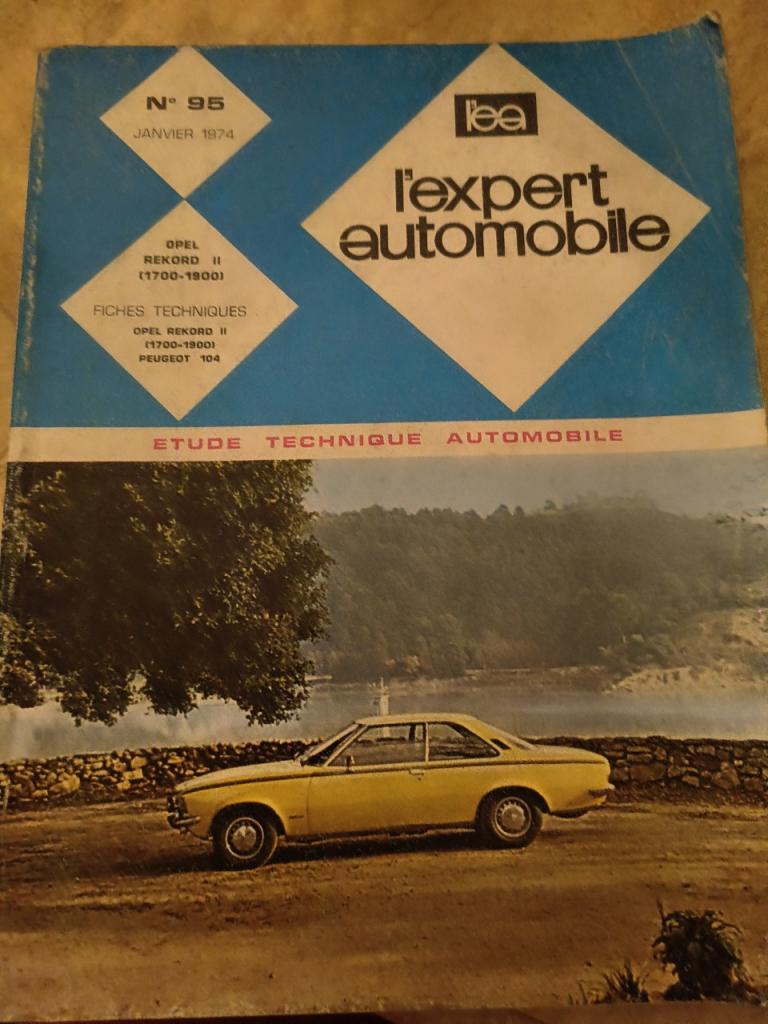 N° 95
JANVIER 1974
l'ea
l'expert
automobile
OPEL
REKORD II
(1700-1900)
FICHES TECHNIQUES
OPEL REKORD II
(1700-1900)
PEUGEOT 104
ETUDE TECHNIQUE AUTOMOBILE